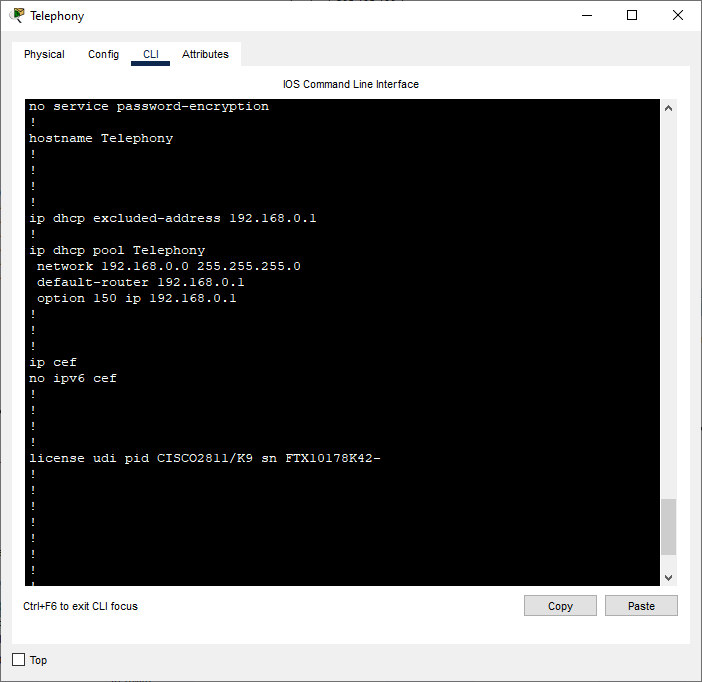 Telephony
Physical Config CLI Attributes
IOS Command Line Interface
no service password-encryption
!
hostname Telephony
!
!
!
!
ip dhcp excluded-address 192.168.0.1
!
ip dhcp pool Telephony
 network 192.168.0.0 255.255.255.0
 default-router 192.168.0.1
 option 150 ip 192.168.0.1
!
!
!
ip cef
no ipv6 cef
!
!
!
!
license udi pid CISCO2811/K9 sn FTX10178K42-
!
!
!
!
!
!
!
!
Ctrl+F6 to exit CLI focus
Copy Paste
Top